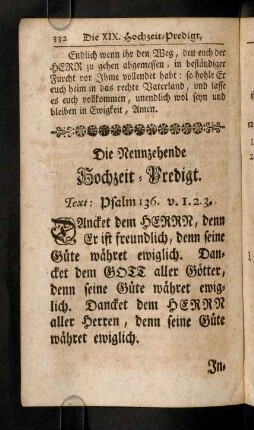 332 Die XIX. Hochzeit-Predigt,
Endlich wenn ihr den Weg, den euch der
HERR zu gehen abgemessen, in beständiger
Furcht vor Ihme vollendet habt: so hohle Er
euch heim in das rechte Vaterland, und lasse
es euch vollkommen, unendlich wol seyn und
bleiben in Ewigkeit, Amen.
Die Neunzehende
Hochzeit-Predigt.
Text: Psalm 136. v. 1. 2. 3.
DAncket dem HERRN, denn
Er ist freundlich, denn seine
Güte währet ewiglich. Dan-
cket dem GOTT aller Götter,
denn seine Güte währet ewig-
lich. Dancket dem HERRN
aller Herren, denn seine Güte
währet ewiglich.
In-